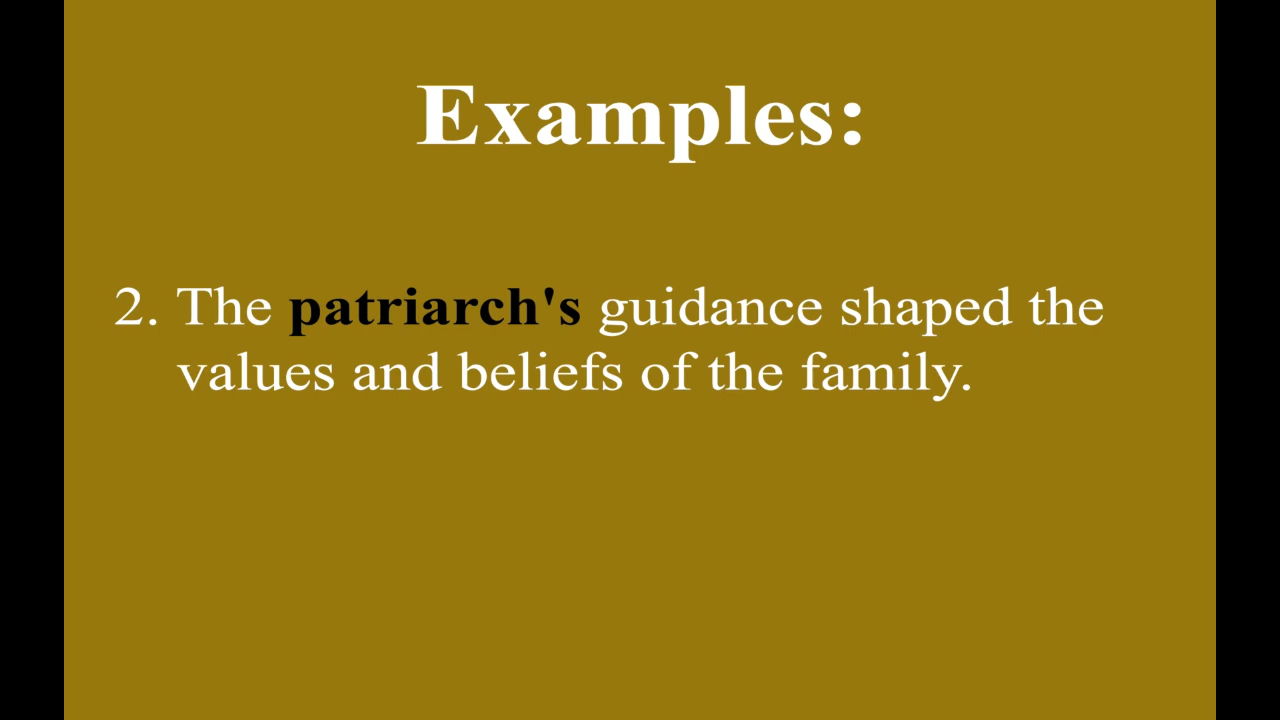 Examples:
2. The patriarch's guidance shaped the
values and beliefs of the family.